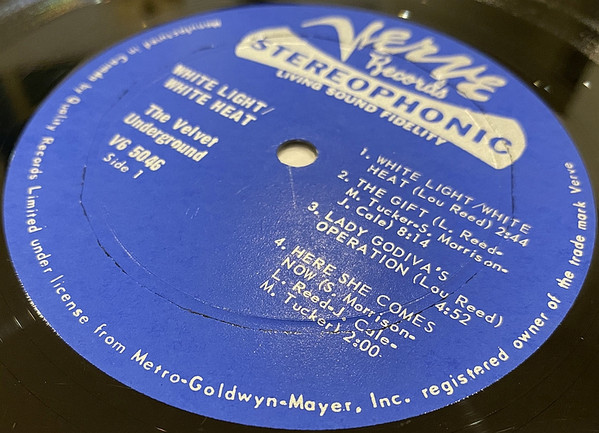 Verve
Records
STEREOPHONIC
LIVING SOUND FIDELITY
WHITE LIGHT/
WHITE HEAT
The Velvet
Underground
V6 5046
Side 1
1. WHITE LIGHT/WHITE
HEAT (Lou Reed) 2:44
2. THE GIFT (L. Reed-
M. Tucker-S, Morrison-
J. Cale) 8:14
3. LADY GODIVA'S
OPERATION (Lou Reed)
4:52
4. HERE SHE COMES
NOW (S. Morrison-
L. Reed-J. Cale-
M. Tucker) 2:00
Manufactured in Canada by Quality Records Limited under license from Metro-Goldwyn-Mayer, Inc. registered owner of the trade mark Verve